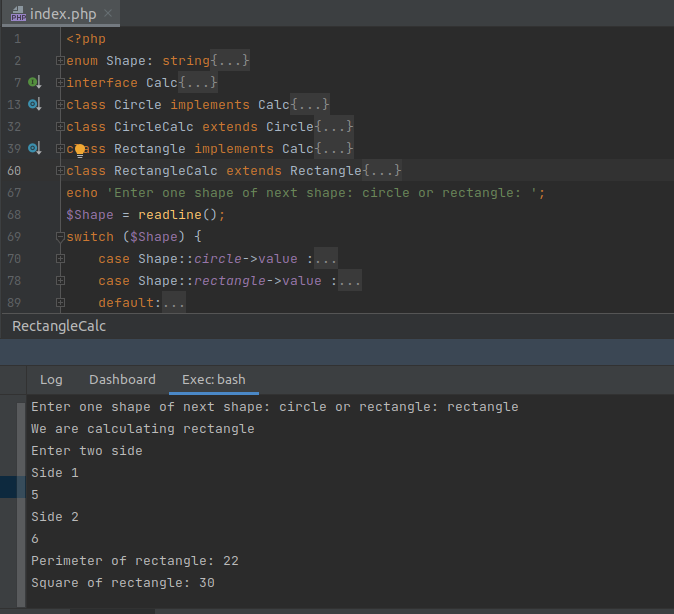 index.php
1 <?php
2 enum Shape: string{...}
7 interface Calc{...}
13 class Circle implements Calc{...}
32 class CircleCalc extends Circle{...}
39 class Rectangle implements Calc{...}
60 class RectangleCalc extends Rectangle{...}
67 echo 'Enter one shape of next shape: circle or rectangle: ';
68 $Shape = readline();
69 switch ($Shape) {
70 case Shape::circle->value :...
78 case Shape::rectangle->value :...
89 default:...
RectangleCalc
Log Dashboard Exec: bash
Enter one shape of next shape: circle or rectangle: rectangle
We are calculating rectangle
Enter two side
Side 1
5
Side 2
6
Perimeter of rectangle: 22
Square of rectangle: 30